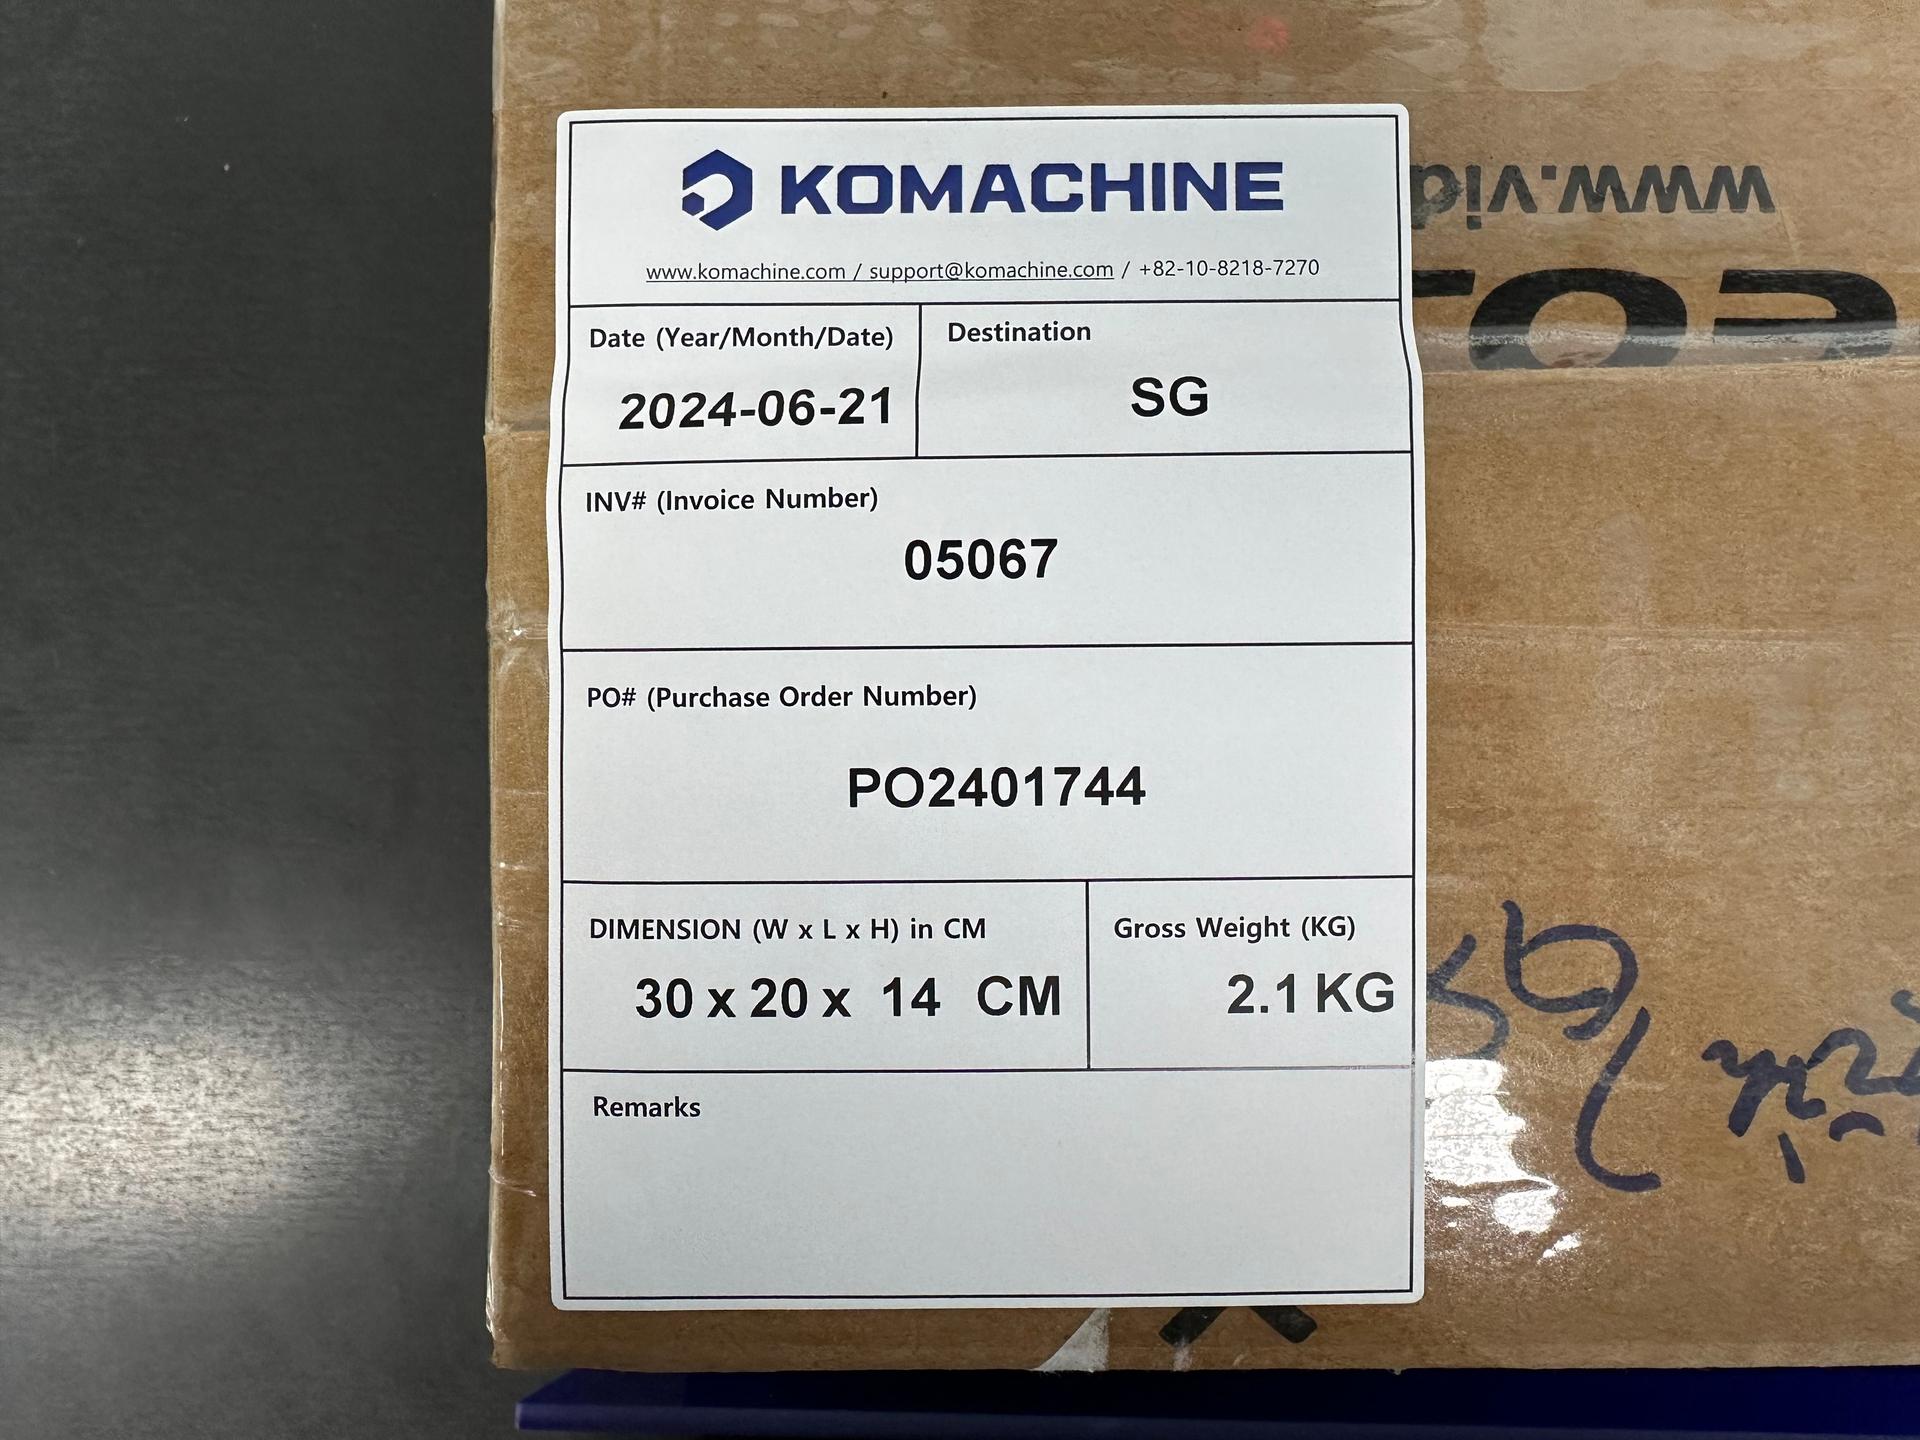 KOMACHINE
www.komachine.com / support@komachine.com / +82-10-8218-7270
Date (Year/Month/Date)
2024-06-21
Destination
SG
INV# (Invoice Number)
05067
PO# (Purchase Order Number)
PO2401744
DIMENSION (W x L x H) in CM
30 x 20 x 14 CM
Gross Weight (KG)
2.1 KG
Remarks
www.vid